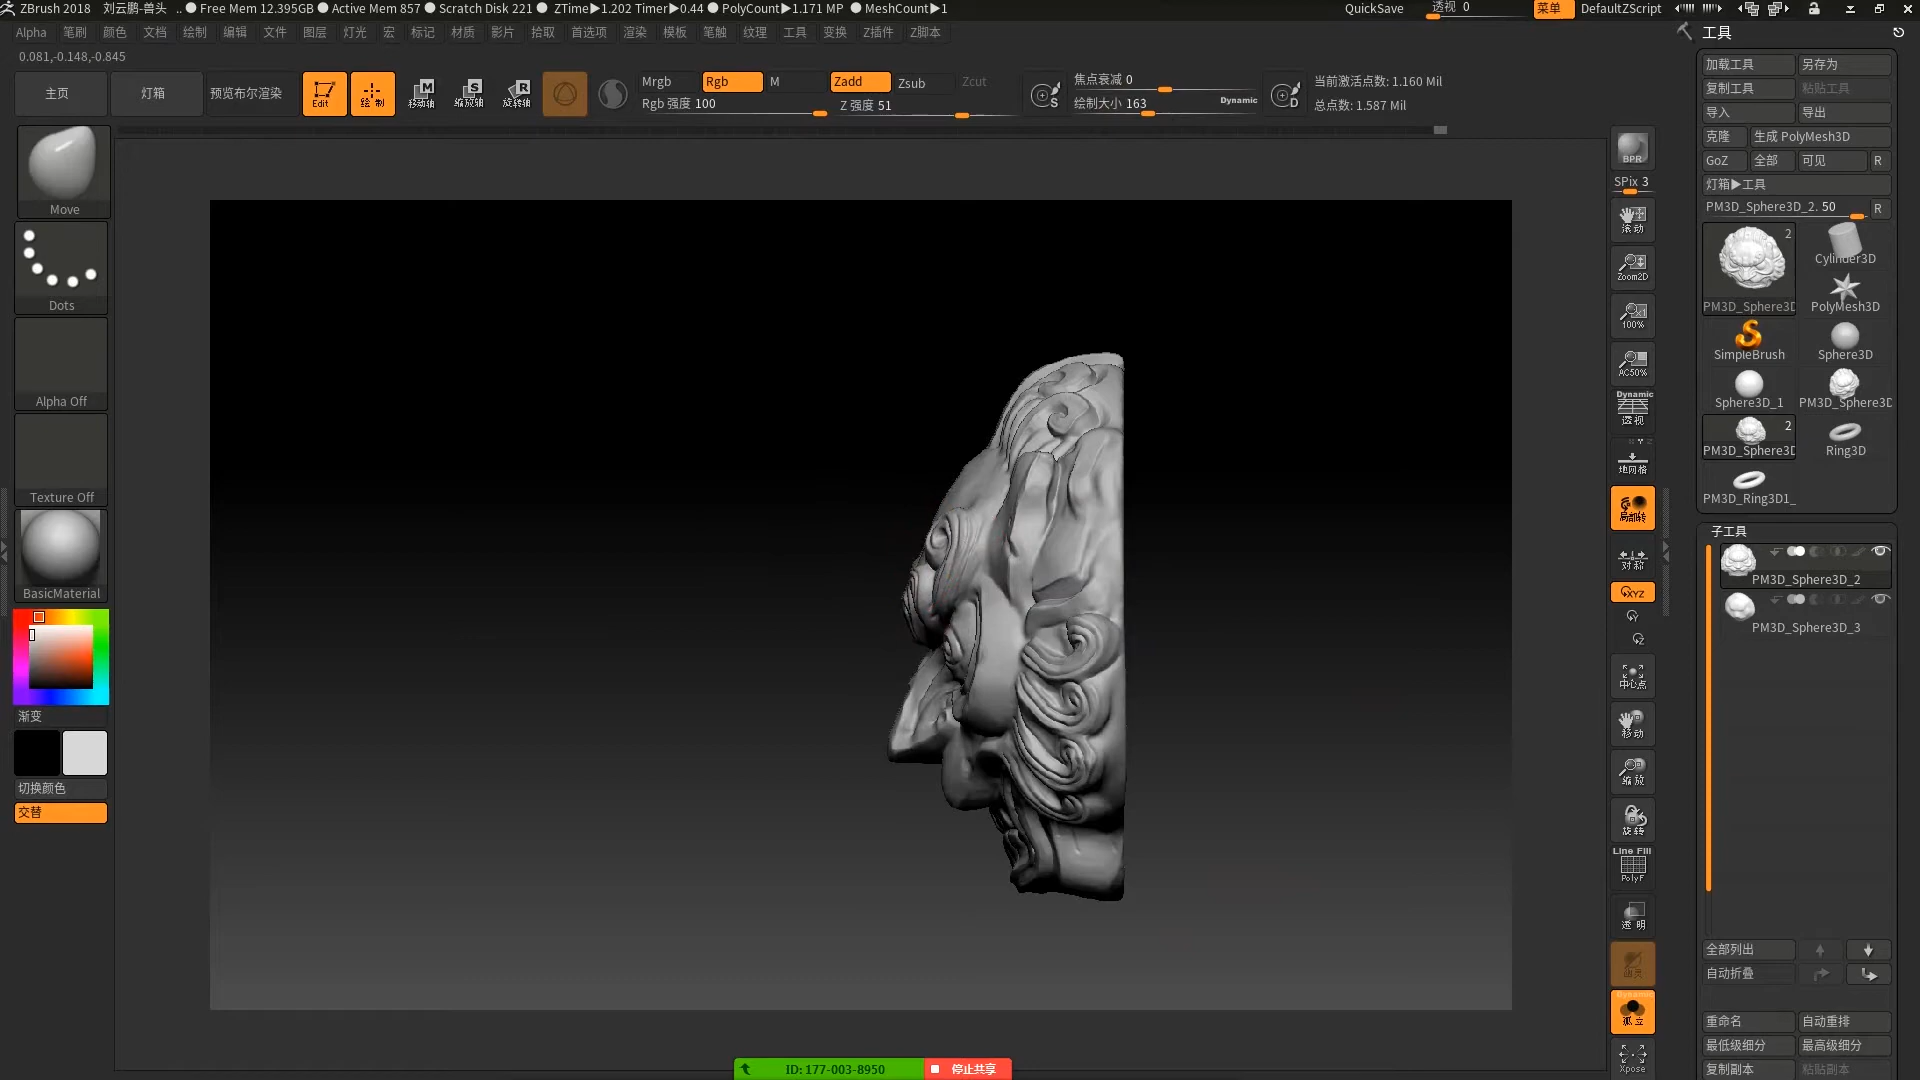 ZBrush 2018 刘云鹏-兽头 .. ● Free Mem 12.395GB ● Active Mem 857 ● Scratch Disk 221 ● ZTime▶1.202 Timer▶0.44 ● PolyCount▶1.171 MP ● MeshCount▶1
QuickSave 透视 0 菜单 DefaultZScript
Alpha 笔刷 颜色 文档 绘制 编辑 文件 图层 灯光 宏 标记 材质 影片 拾取 首选项 渲染 模板 笔触 纹理 工具 变换 Z插件 Z脚本
0.081,-0.148,-0.845
主页 灯箱 预览布尔渲染
Edit 绘制 移动轴 缩放轴 旋转轴
Mrgb Rgb M Zadd Zsub Zcut
Rgb 强度 100 Z 强度 51
焦点衰减 0
绘制大小 163 Dynamic
当前激活点数: 1.160 Mil
总点数: 1.587 Mil
Move
Dots
Alpha Off
Texture Off
BasicMaterial
渐变
切换颜色
交替
BPR
SPix 3
滚动
Zoom2D
100%
AC50%
Dynamic
透视
地网格
局部转
对称
XYZ
中心点
移动
缩放
旋转
Line Fill
PolyF
透明
Dynamic
孤立
Xpose
工具
加载工具 另存为
复制工具 粘贴工具
导入 导出
克隆 生成 PolyMesh3D
GoZ 全部 可见 R
灯箱▶工具
PM3D_Sphere3D_2. 50 R
2
PM3D_Sphere3D Cylinder3D
PolyMesh3D
SimpleBrush Sphere3D
Sphere3D_1 PM3D_Sphere3D
2
PM3D_Sphere3D Ring3D
PM3D_Ring3D1_
子工具
PM3D_Sphere3D_2
PM3D_Sphere3D_3
全部列出
自动折叠
重命名 自动重排
最低级细分 最高级细分
复制副本 粘贴副本
ID: 177-003-8950 停止共享